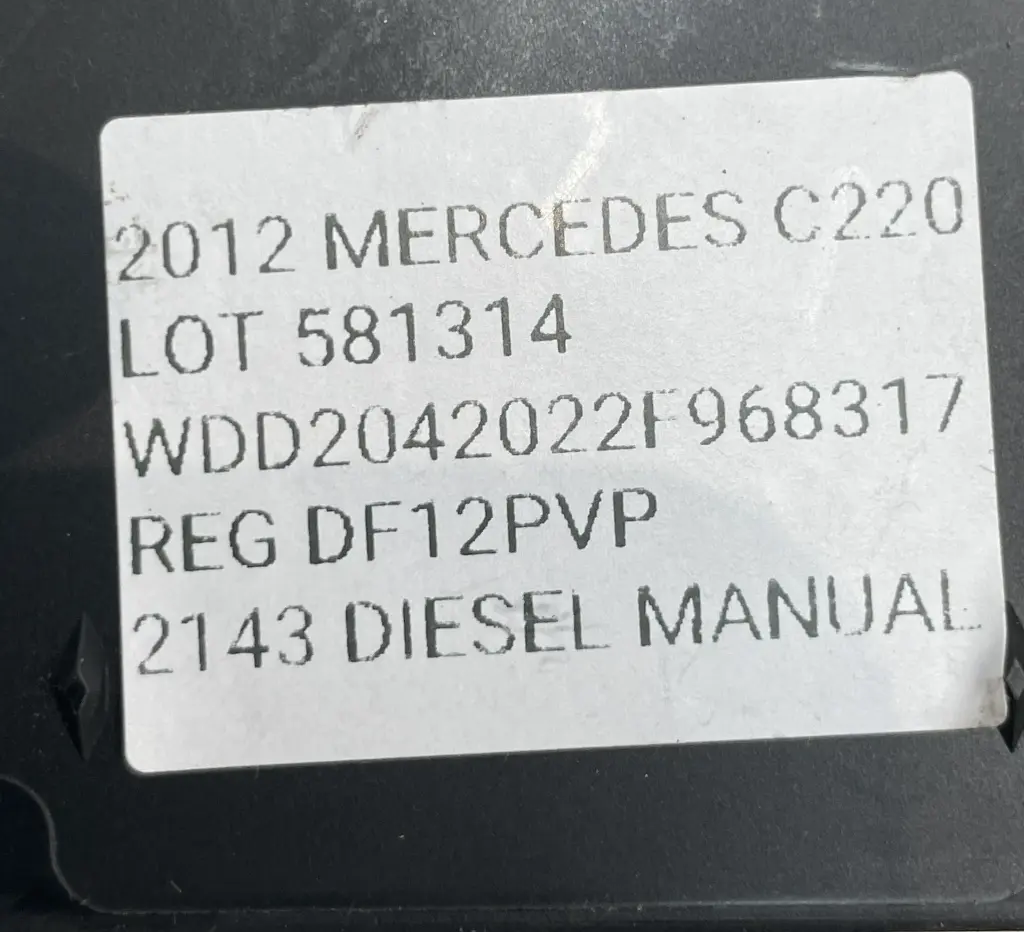 2012 MERCEDES C220
LOT 581314
WDD2042022F968317
REG DF12PVP
2143 DIESEL MANUAL